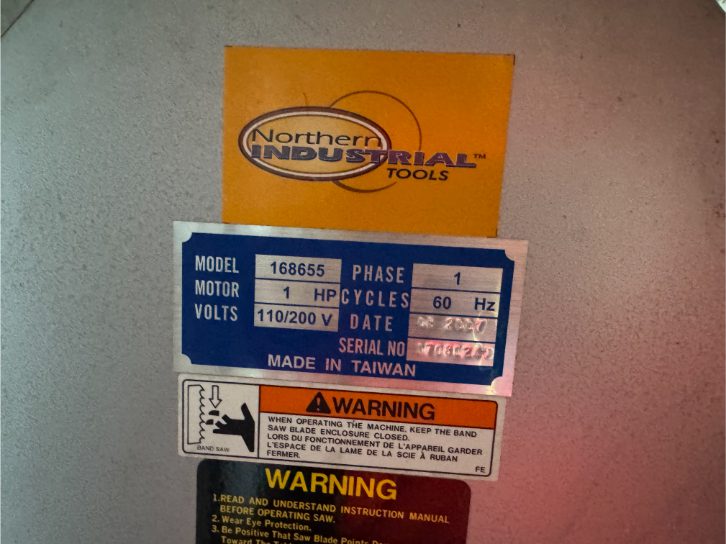 Northern
INDUSTRIAL™
TOOLS
MODEL 168655 PHASE 1
MOTOR 1 HP CYCLES 60 Hz
VOLTS 110/200 V DATE
SERIAL NO
MADE IN TAIWAN
WARNING
WHEN OPERATING THE MACHINE. KEEP THE BAND
SAW BLADE ENCLOSURE CLOSED.
LORS DU FONCTIONNEMENT DE L'APPAREIL GARDER
L'ESPACE DE LA LAME DE LA SCIE À RUBAN
FERMER.
BAND SAW
FE
WARNING
1.READ AND UNDERSTAND INSTRUCTION MANUAL
BEFORE OPERATING SAW.
2. Wear Eye Protection.
3. Be Positive That Saw Blade Points
Toward The